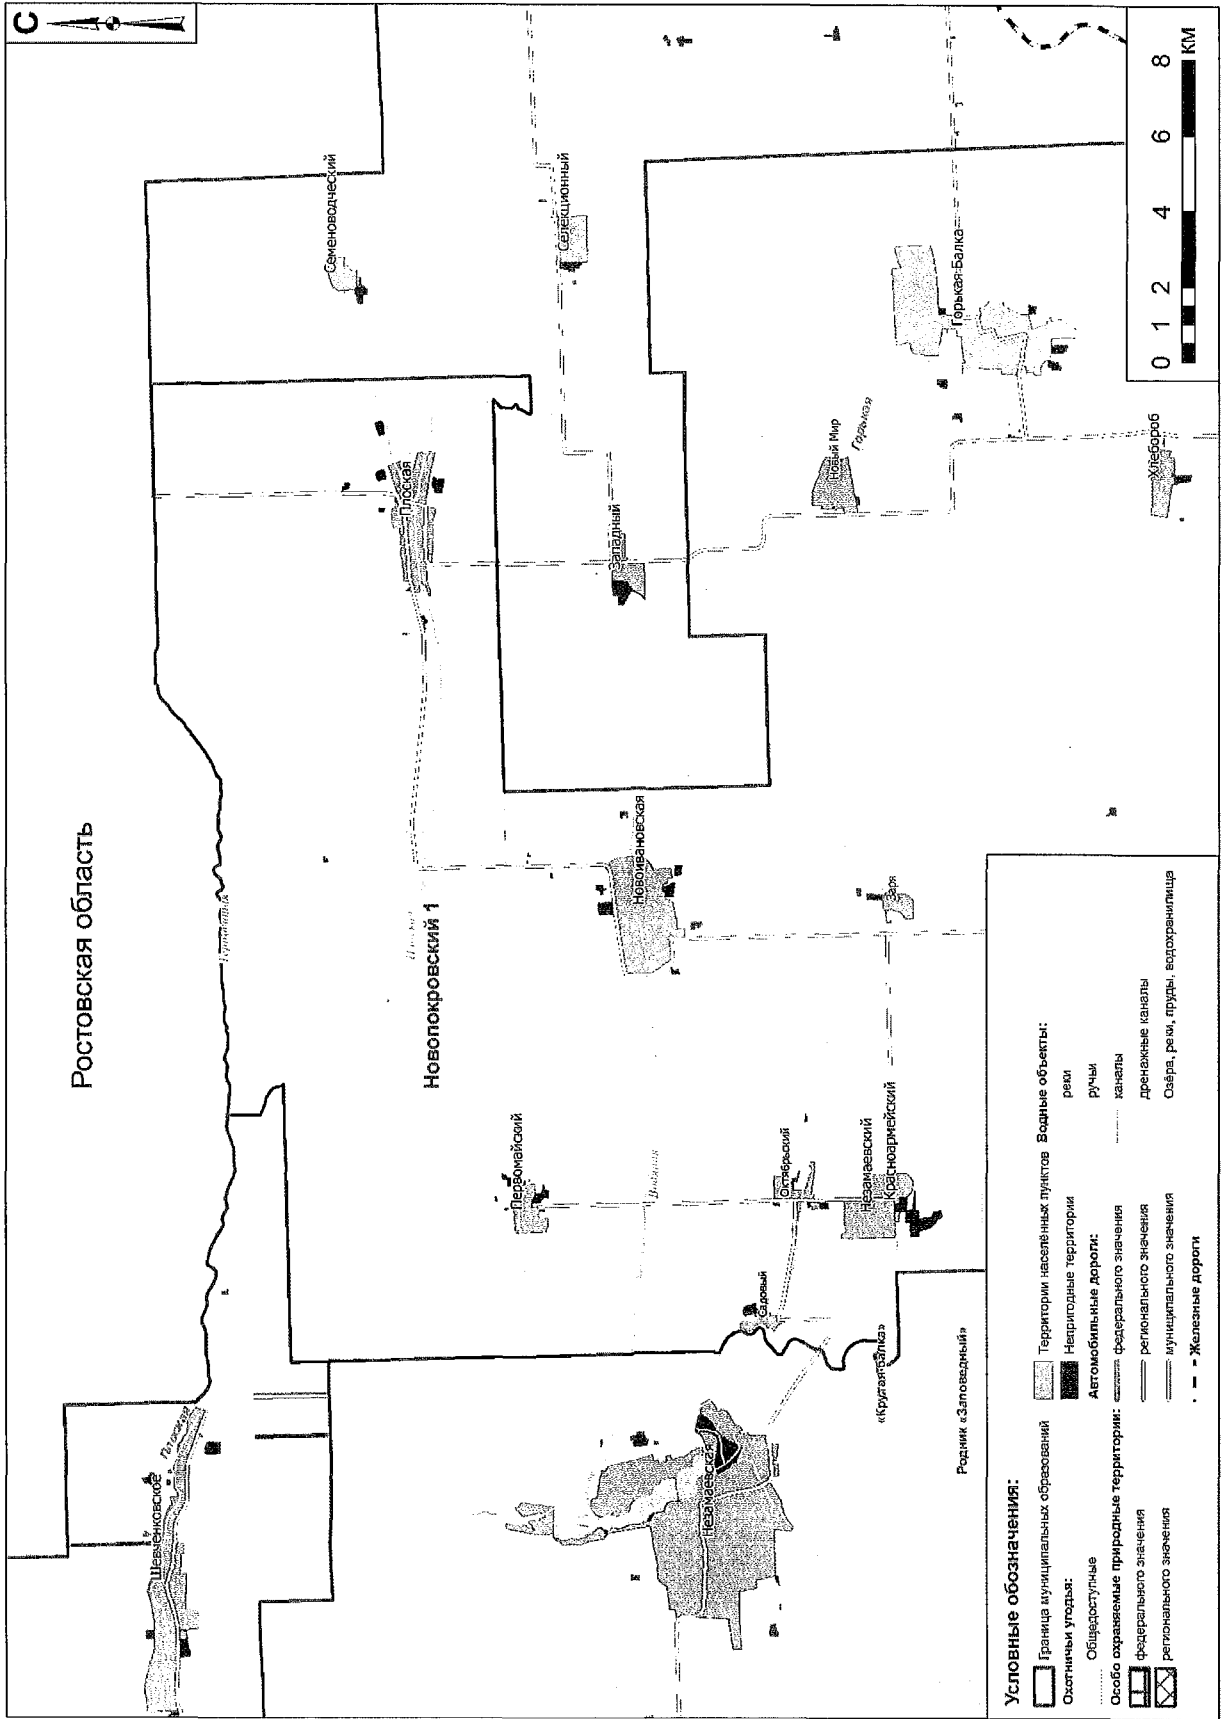 С
Ростовская область
Семеноводческий
Плоская
Селекционный
Западный
Шевченковское
Плоская
Новопокровский 1
Новоивановская
Первомайский
Новый Мир
Горькая
Горькая Балка
Хлебороб
Октябрьский
Садовый
Незамаевский
Красноармейский
Заря
Незамаевская
«Крутая балка»
Родник «Заповедный»
Условные обозначения:
Граница муниципальных образований
Охотничьи угодья:
Общедоступные
Особо охраняемые природные территории:
федерального значения
регионального значения
Территории населённых пунктов
Непригодные территории
Автомобильные дороги:
федерального значения
регионального значения
муниципального значения
Железные дороги
Водные объекты:
реки
ручьи
каналы
дренажные каналы
Озёра, реки, пруды, водохранилища
0 1 2 4 6 8
КМ